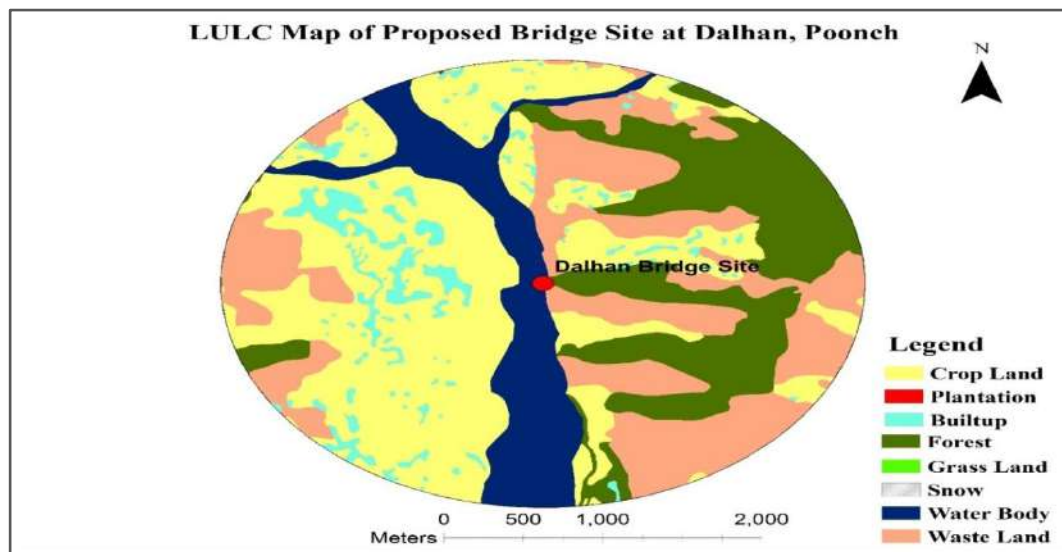 LULC Map of Proposed Bridge Site at Dalhan, Poonch
N
Dalhan Bridge Site
Legend
Crop Land
Plantation
Builtup
Forest
Grass Land
Snow
Water Body
Waste Land
0 500 1,000 2,000
Meters